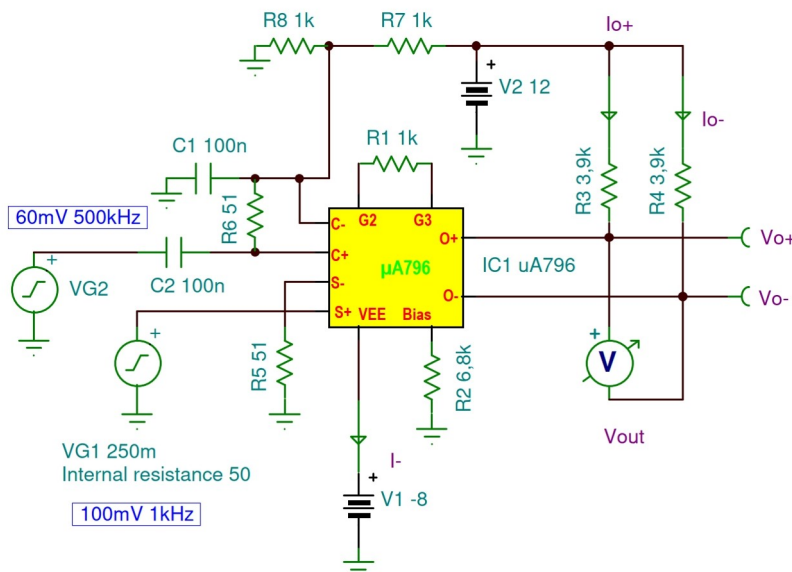 R8 1k
R7 1k
Io+
+
V2 12
Io-
C1 100n
R1 1k
R3 3,9k
R4 3,9k
60mV 500kHz
R6 51
G2
G3
C-
O+
Vo+
+
C+
µA796
IC1 uA796
VG2
C2 100n
S-
O-
Vo-
S+
VEE
Bias
+
+
V
R5 51
R2 6,8k
Vout
VG1 250m
Internal resistance 50
I-
+
V1 -8
100mV 1kHz